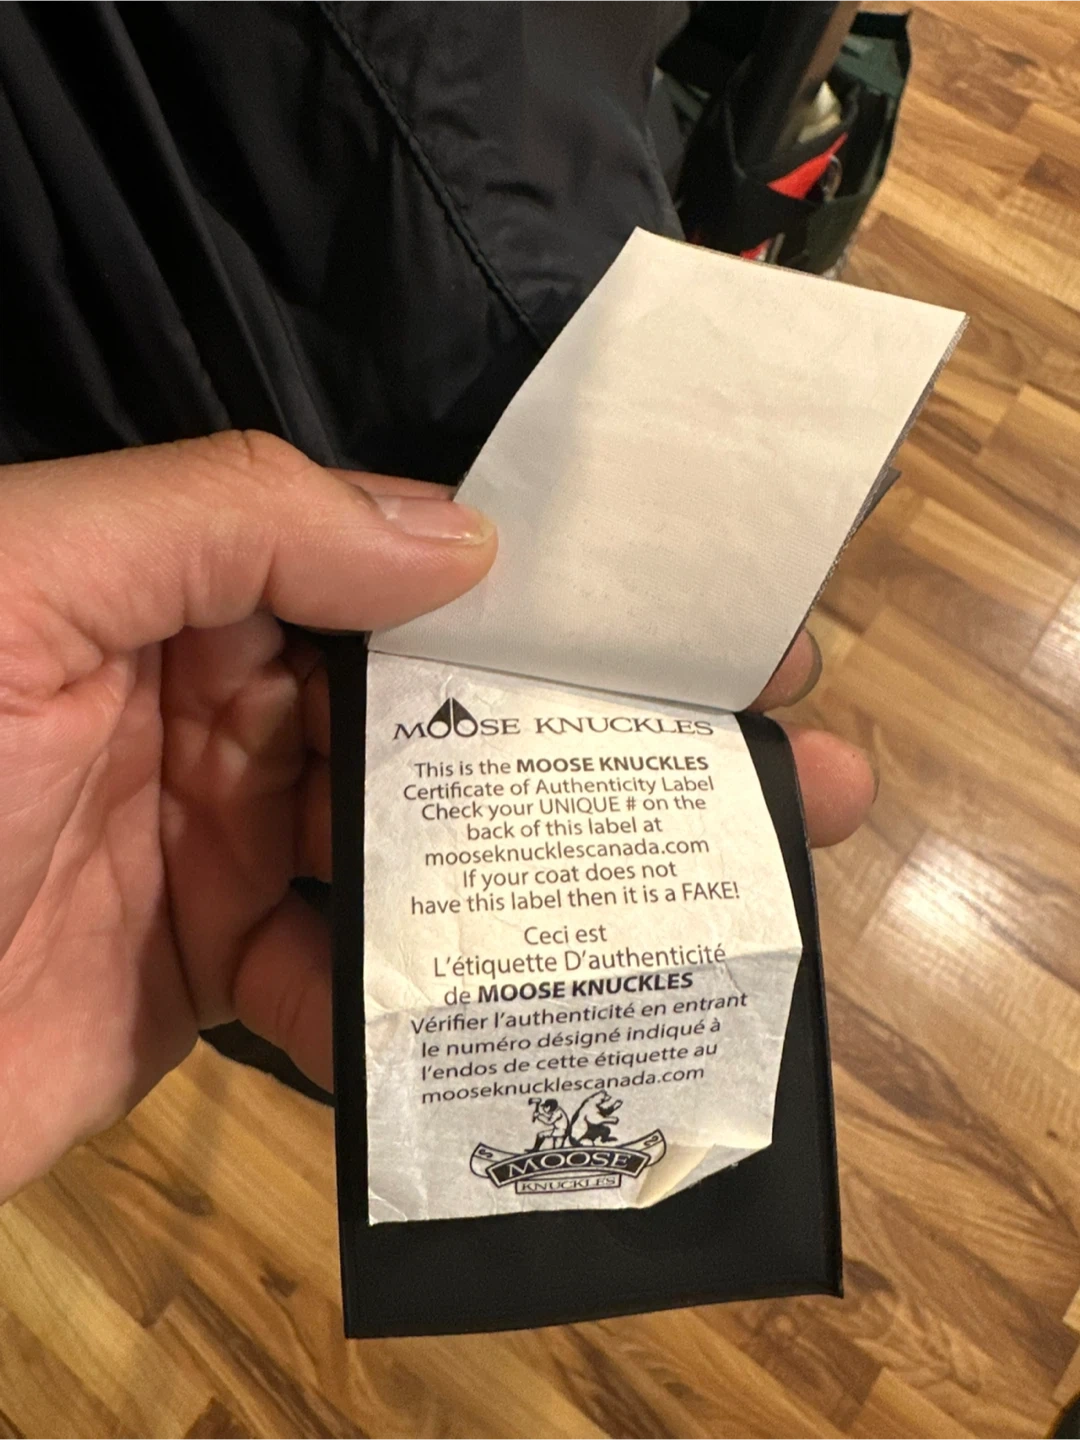 MOOSE KNUCKLES
This is the MOOSE KNUCKLES
Certificate of Authenticity Label
Check your UNIQUE # on the
back of this label at
mooseknucklescanada.com
If your coat does not
have this label then it is a FAKE!
Ceci est
L'étiquette D'authenticité
de MOOSE KNUCKLES
Vérifier l'authenticité en entrant
le numéro désigné indiqué à
l'endos de cette étiquette au
mooseknucklescanada.com
MOOSE
KNUCKLES